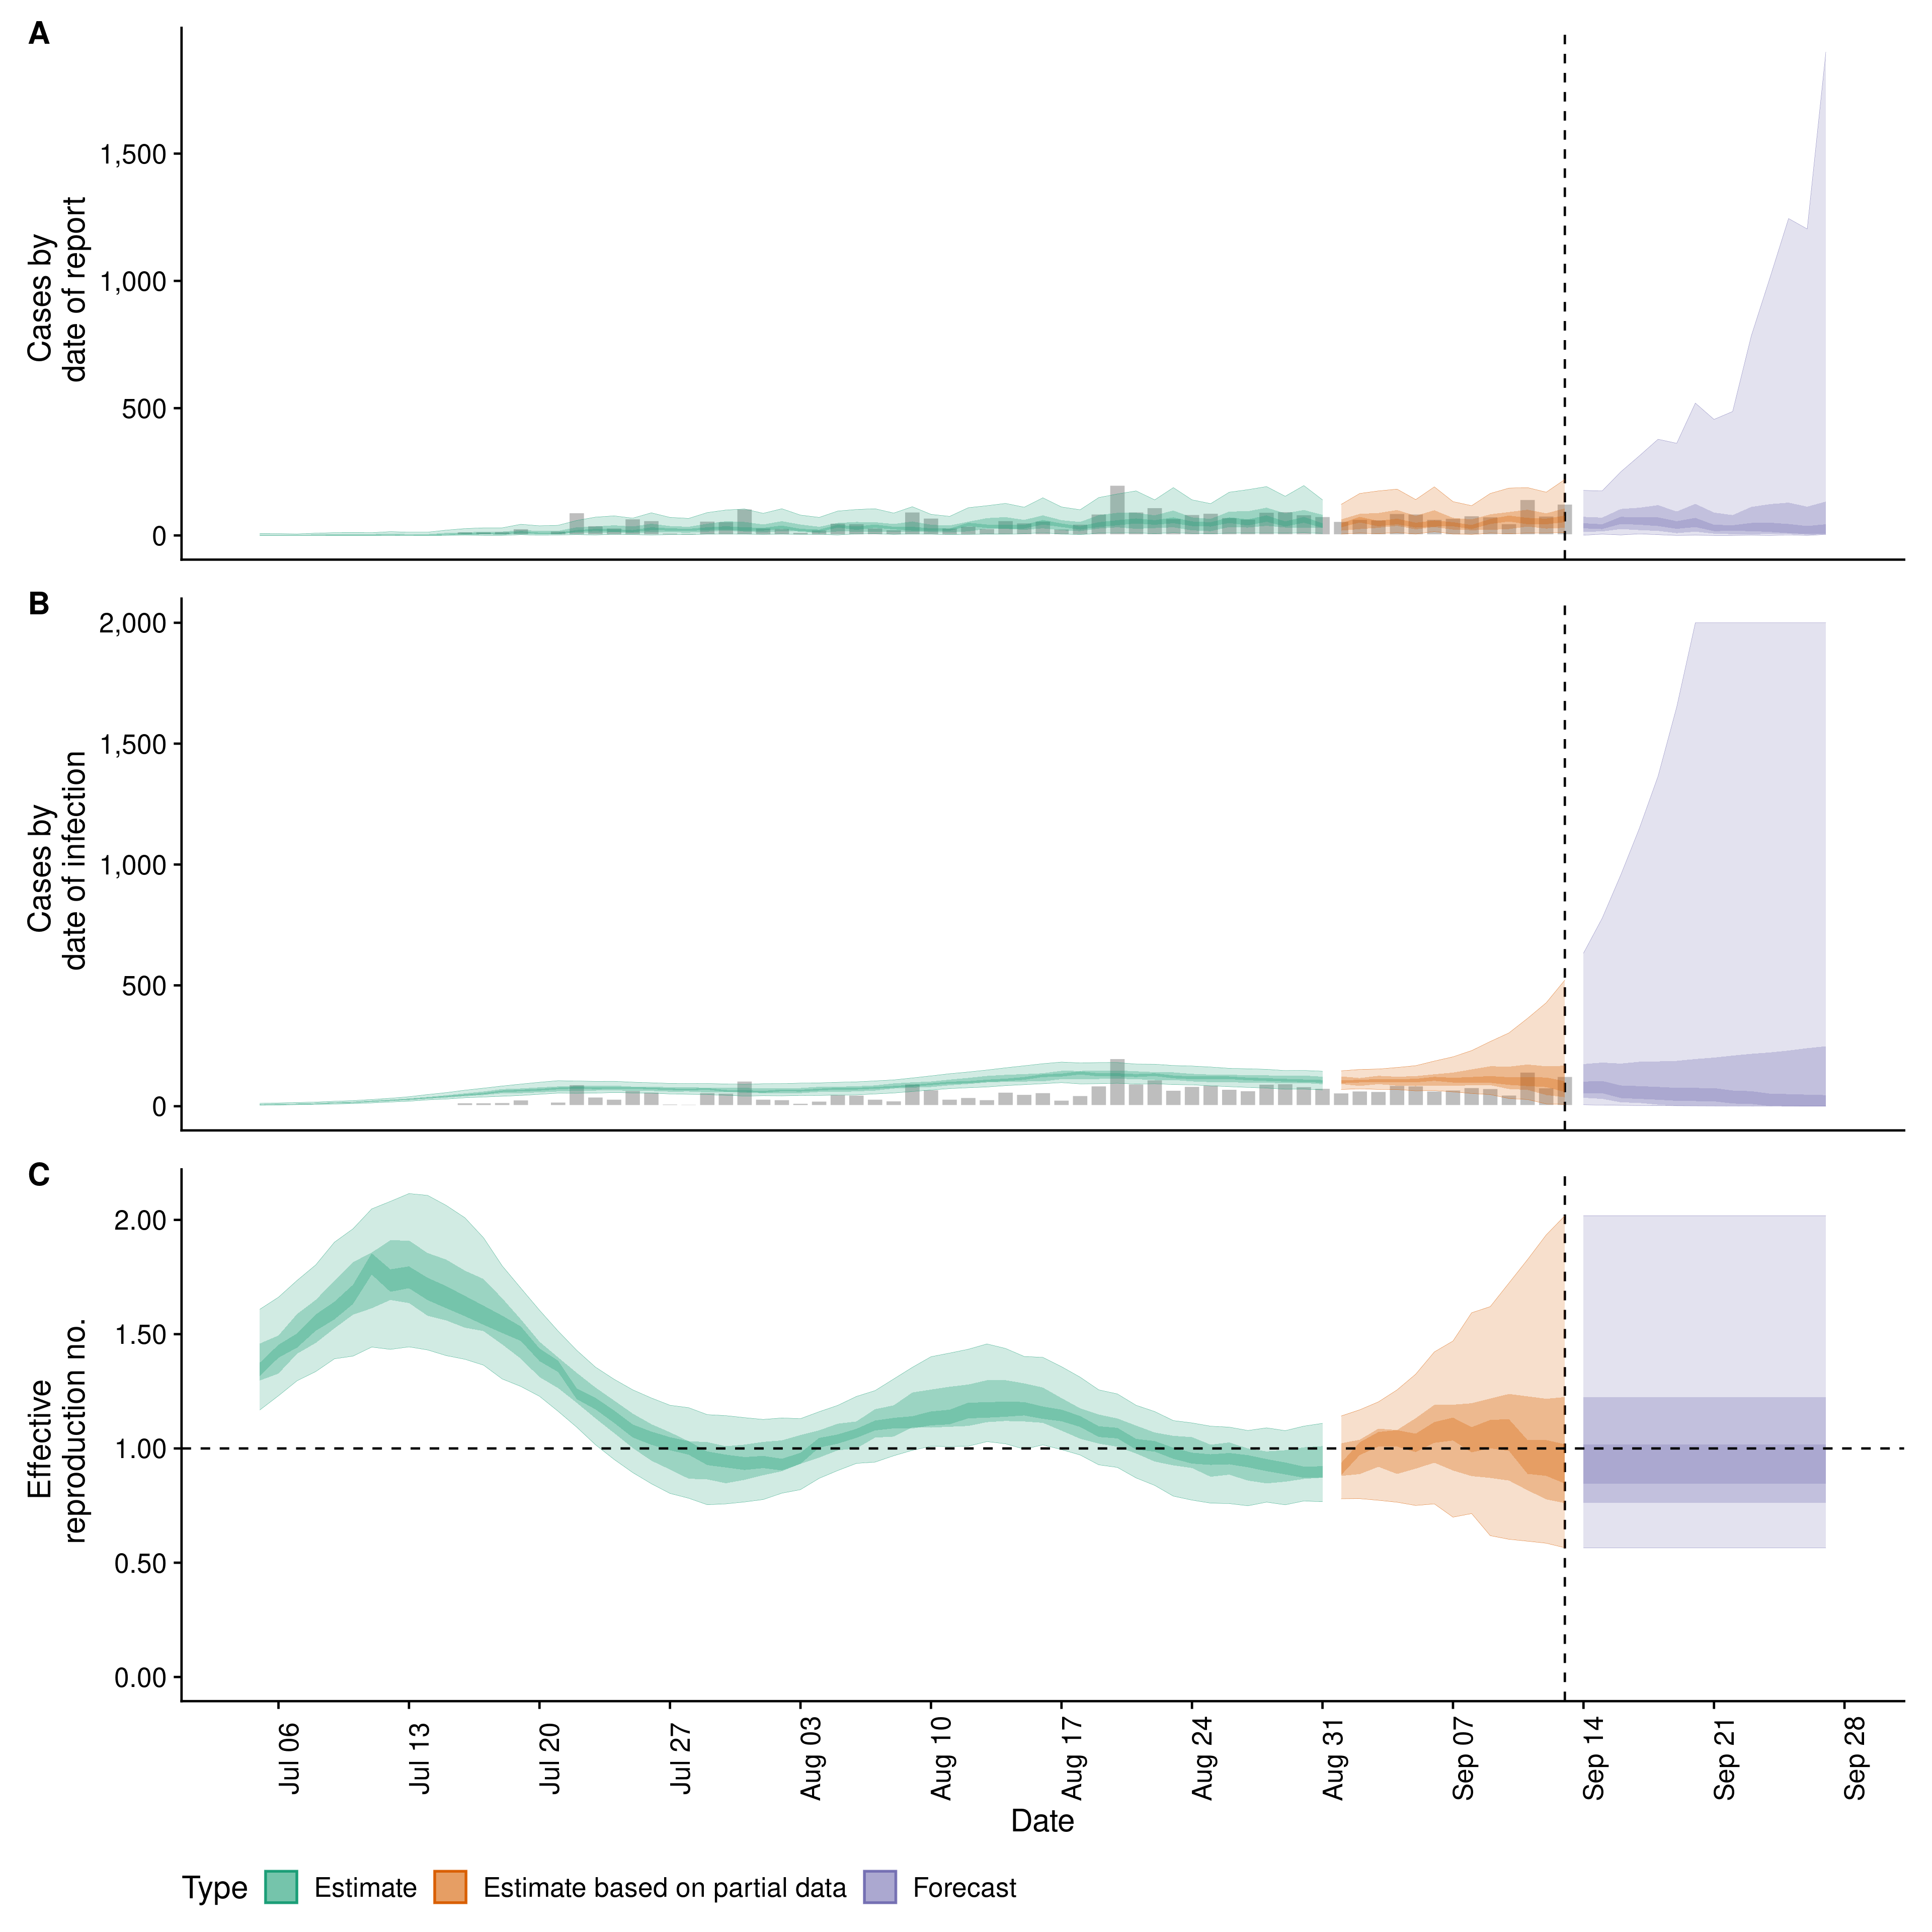 A
Cases by
date of report
1,500
1,000
500
0
B
Cases by
date of infection
2,000
1,500
1,000
500
0
C
Effective
reproduction no.
2.00
1.50
1.00
0.50
0.00
Jul 06
Jul 13
Jul 20
Jul 27
Aug 03
Aug 10
Aug 17
Aug 24
Aug 31
Sep 07
Sep 14
Sep 21
Sep 28
Date
Type Estimate Estimate based on partial data Forecast